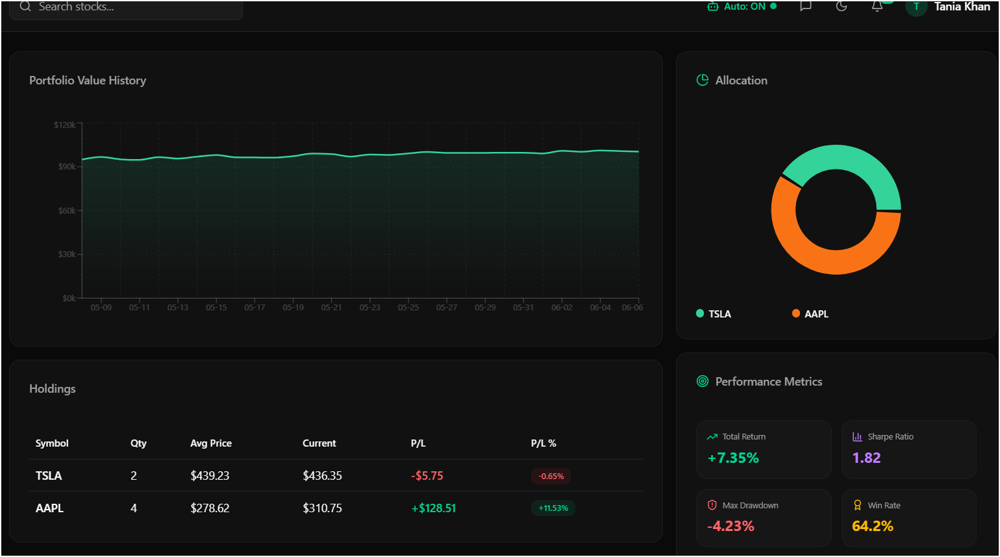 Search stocks...
Auto: ON
T
Tania Khan
Portfolio Value History
$120k
$90k
$60k
$30k
$0k
05-09 05-11 05-13 05-15 05-17 05-19 05-21 05-23 05-25 05-27 05-29 05-31 06-02 06-04 06-06
Allocation
TSLA AAPL
Holdings
Symbol Qty Avg Price Current P/L P/L %
TSLA 2 $439.23 $436.35 -$5.75 -0.65%
AAPL 4 $278.62 $310.75 +$128.51 +11.53%
Performance Metrics
Total Return
+7.35%
Sharpe Ratio
1.82
Max Drawdown
-4.23%
Win Rate
64.2%